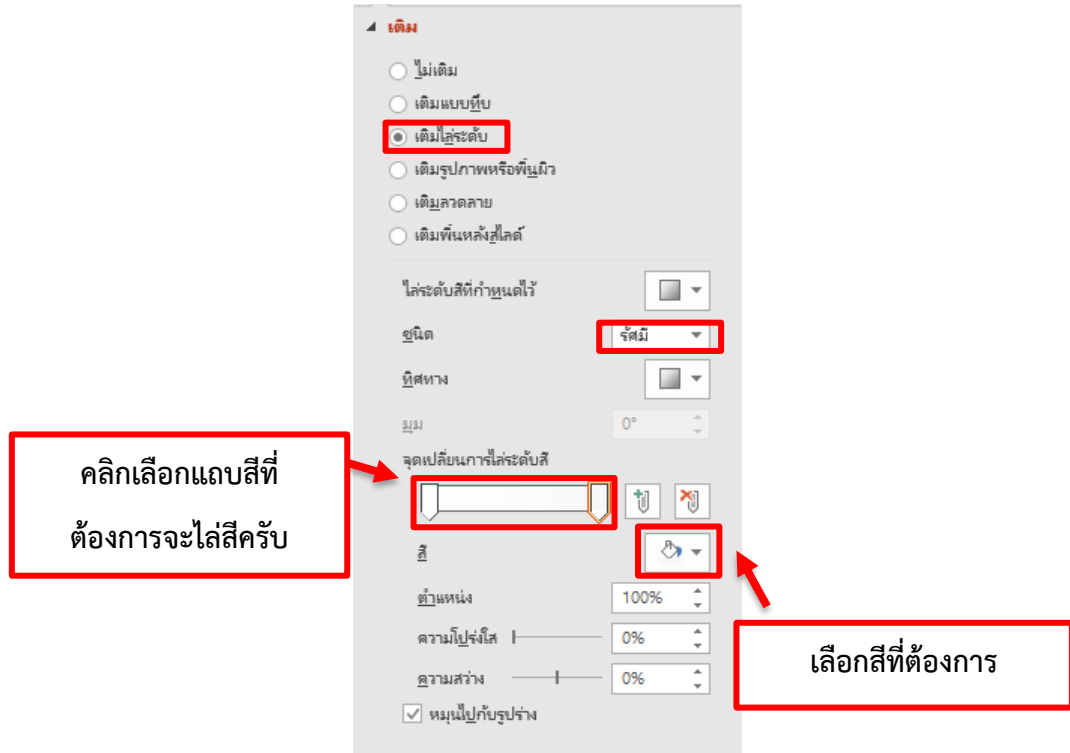 เติม
ไม่เติม
เติมแบบทึบ
เติมไล่ระดับ
เติมรูปภาพหรือพื้นผิว
เติมลวดลาย
เติมพื้นหลังสไลด์
ไล่ระดับสีที่กำหนดไว้
ชนิด รัศมี
ทิศทาง
มุม 0°
จุดเปลี่ยนการไล่ระดับสี
คลิกเลือกแถบสีที่
ต้องการจะไล่สีครับ
สี
ตำแหน่ง 100%
ความโปร่งใส 0%
ความสว่าง 0%
หมุนไปกับรูปร่าง
เลือกสีที่ต้องการ